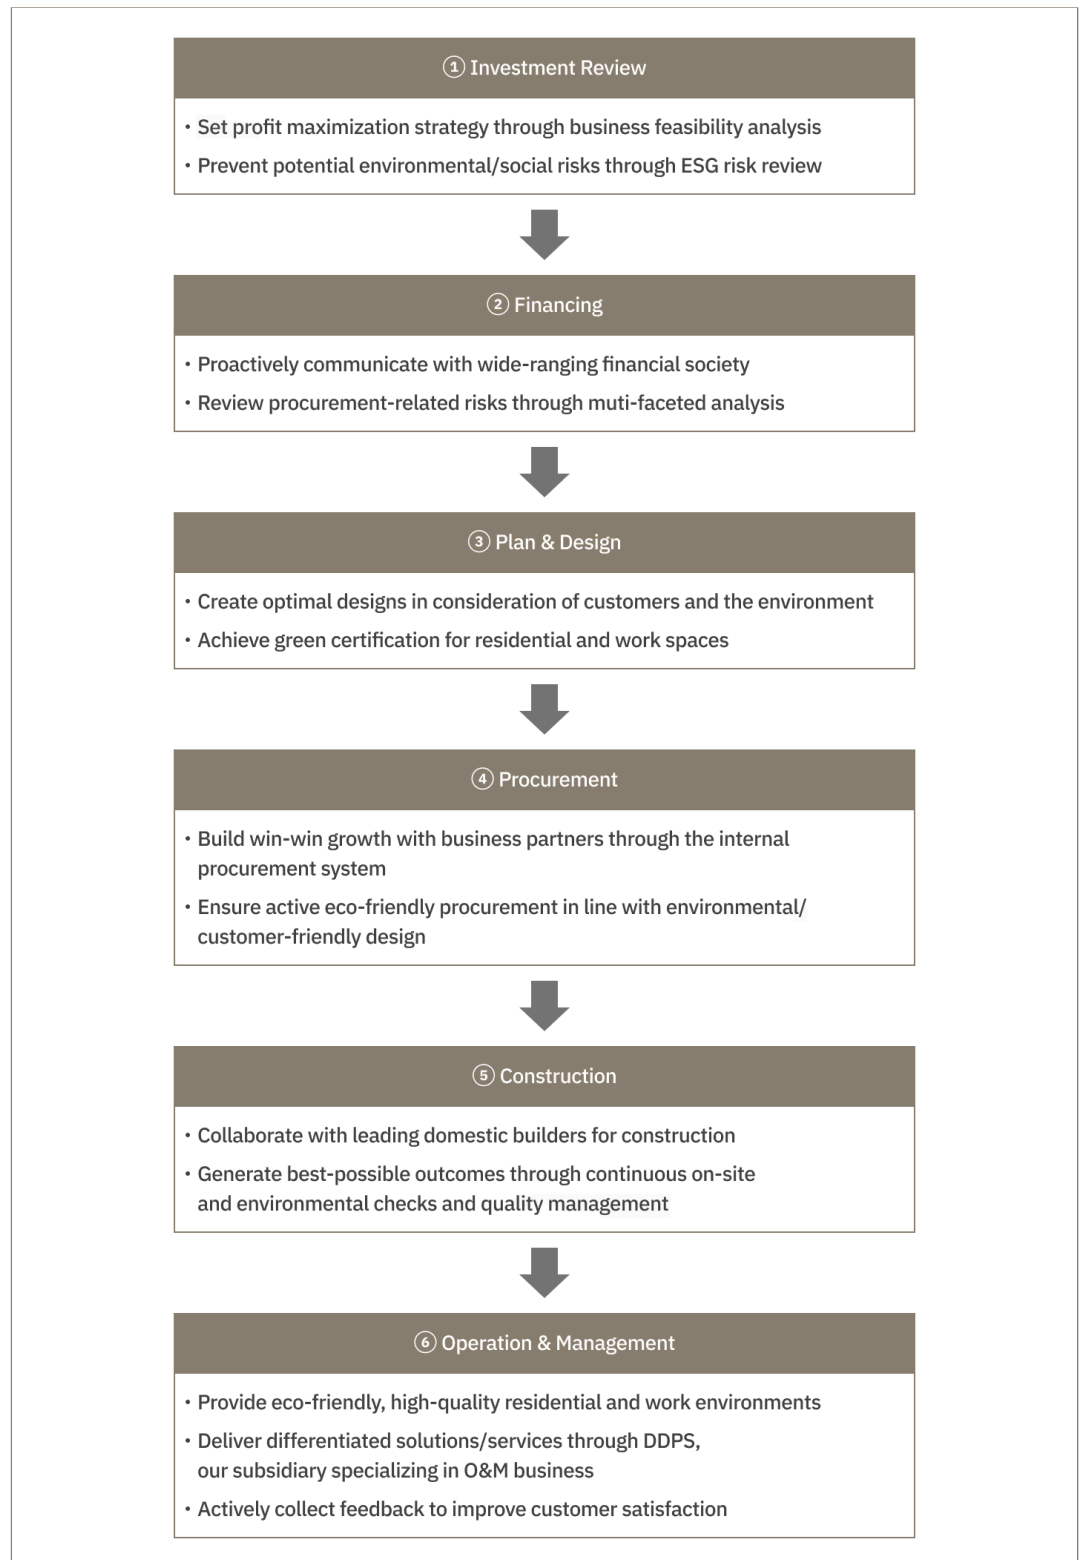 ① Investment Review
• Set profit maximization strategy through business feasibility analysis
• Prevent potential environmental/social risks through ESG risk review
② Financing
• Proactively communicate with wide-ranging financial society
• Review procurement-related risks through muti-faceted analysis
③ Plan & Design
• Create optimal designs in consideration of customers and the environment
• Achieve green certification for residential and work spaces
④ Procurement
• Build win-win growth with business partners through the internal
procurement system
• Ensure active eco-friendly procurement in line with environmental/
customer-friendly design
⑤ Construction
• Collaborate with leading domestic builders for construction
• Generate best-possible outcomes through continuous on-site
and environmental checks and quality management
⑥ Operation & Management
• Provide eco-friendly, high-quality residential and work environments
• Deliver differentiated solutions/services through DDPS,
our subsidiary specializing in O&M business
• Actively collect feedback to improve customer satisfaction